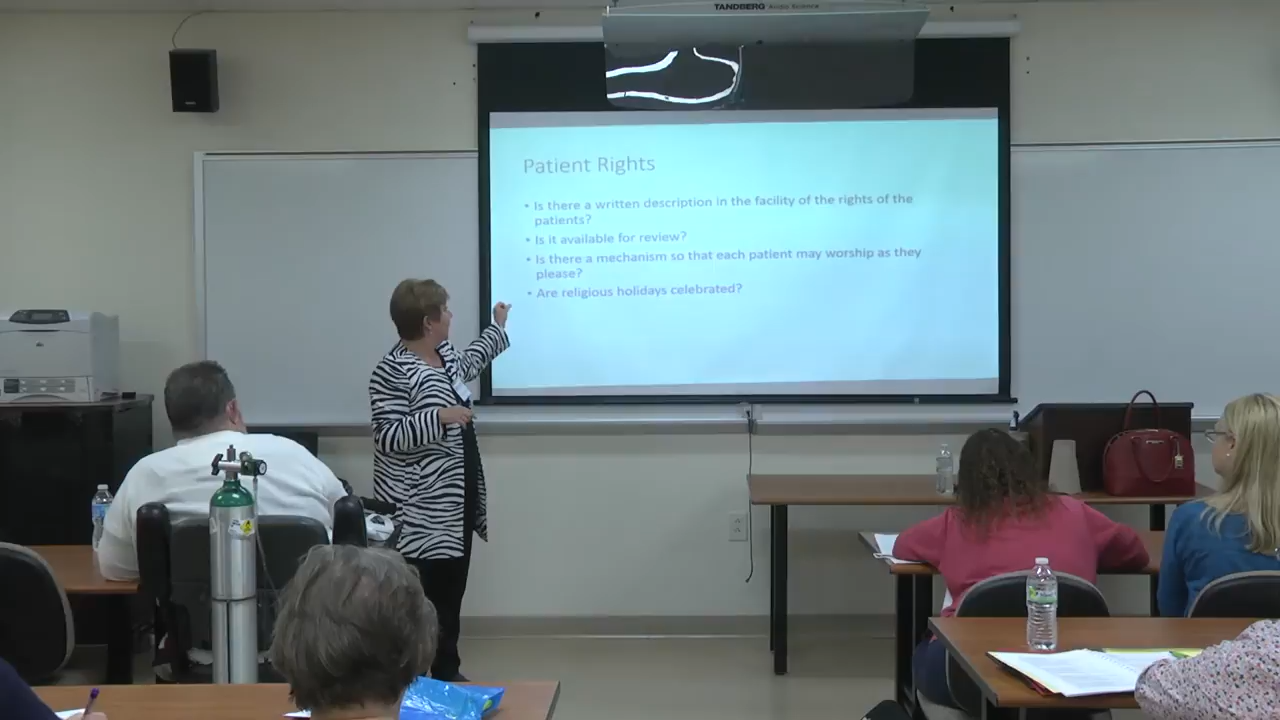 TANDBERG
Patient Rights
• Is there a written description in the facility of the rights of the
patients?
• Is it available for review?
• Is there a mechanism so that each patient may worship as they
please?
• Are religious holidays celebrated?